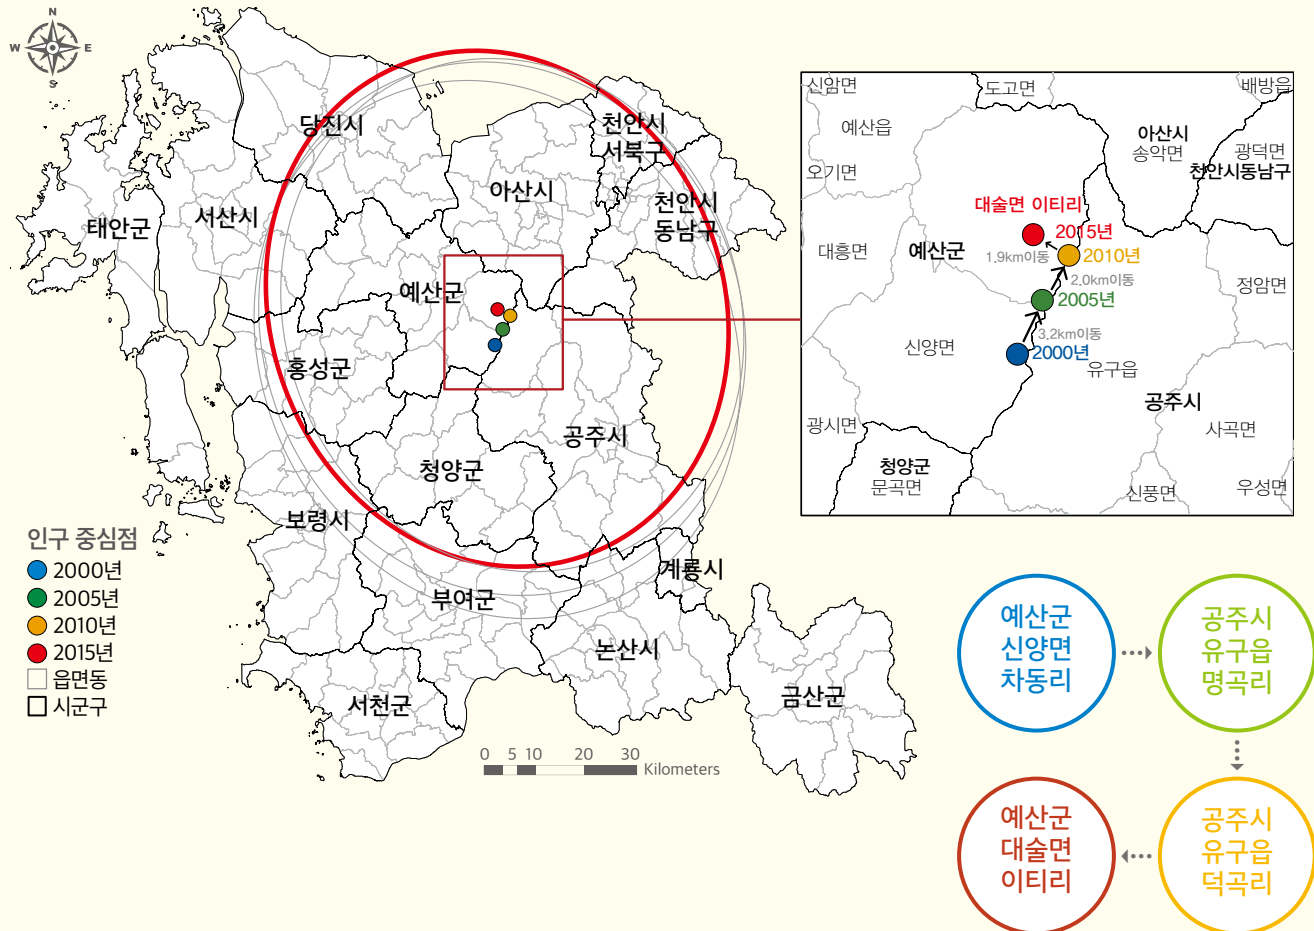 N
W
E
S
당진시
천안시
서북구
아산시
천안시
동남구
태안군
서산시
예산군
홍성군
공주시
청양군
보령시
계룡시
부여군
논산시
서천군
금산군
인구 중심점
2000년
2005년
2010년
2015년
읍면동
시군구
0 5 10 20 30
Kilometers
신암면
도고면
배방읍
예산읍
아산시
송악면
광덕면
천안시동남구
오기면
대술면 이티리
2015년
대흥면
예산군
1.9km이동
2010년
2.0km이동
정암면
2005년
3.2km이동
신양면
2000년
유구읍
공주시
광시면
사곡면
청양군
문곡면
신풍면
우성면
예산군
신양면
차동리
공주시
유구읍
명곡리
예산군
대술면
이티리
공주시
유구읍
덕곡리